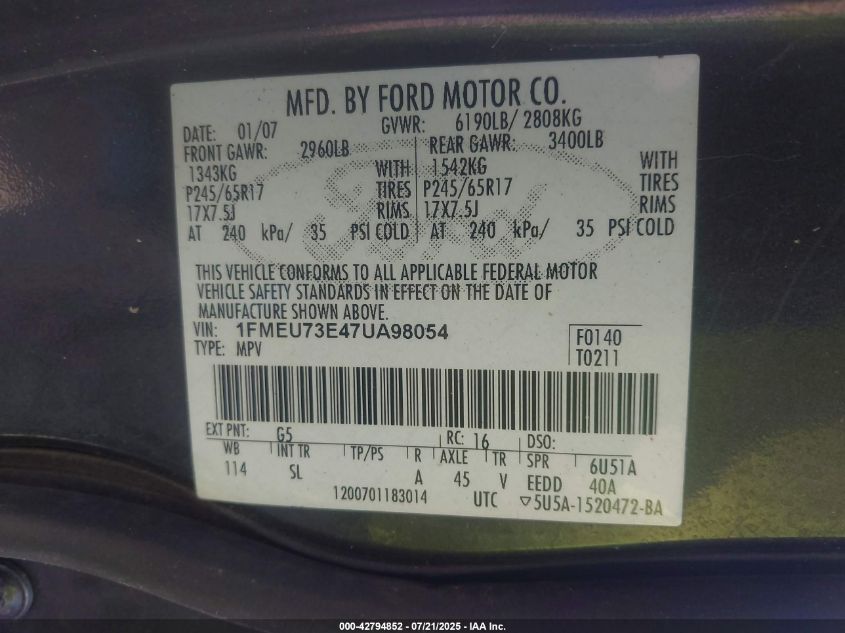 MFD. BY FORD MOTOR CO.
DATE: 01/07 GVWR: 6190LB/ 2808KG
FRONT GAWR: 2960LB REAR GAWR: 3400LB
1343KG WITH 1542KG WITH
P245/65R17 TIRES P245/65R17 TIRES
17X7.5J RIMS 17X7.5J RIMS
AT 240 kPa/ 35 PSI COLD AT 240 kPa/ 35 PSI COLD
Ford
THIS VEHICLE CONFORMS TO ALL APPLICABLE FEDERAL MOTOR
VEHICLE SAFETY STANDARDS IN EFFECT ON THE DATE OF
MANUFACTURE SHOWN ABOVE.
VIN: 1FMEU73E47UA98054 F0140
TYPE: MPV T0211
EXT PNT: G5 RC: 16 DSO:
WB INT TR TP/PS R AXLE TR SPR 6U51A
114 SL A 45 V EEDD 40A
1200701183014 UTC ▽5U5A-1520472-BA
000-42794852 / 07/21/2025 - IAA Inc.